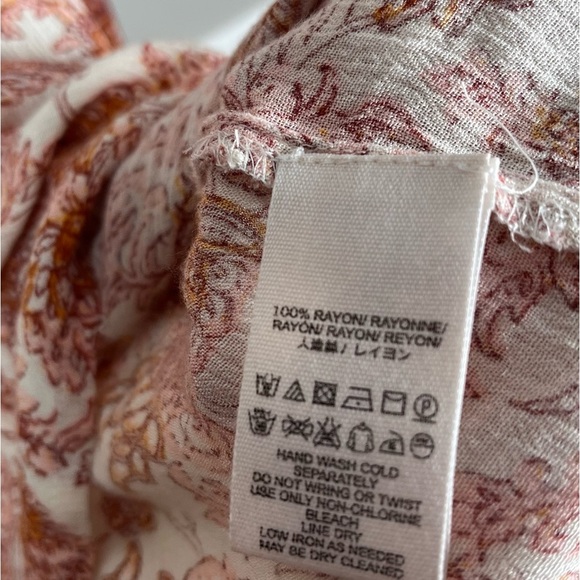 100% RAYON/ RAYONNE/
RAYÓN/ RAYON/ REYON/
人造絲 / レイヨン
HAND WASH COLD
SEPARATELY
DO NOT WRING OR TWIST
USE ONLY NON-CHLORINE
BLEACH
LINE DRY
LOW IRON AS NEEDED
MAY BE DRY CLEANED